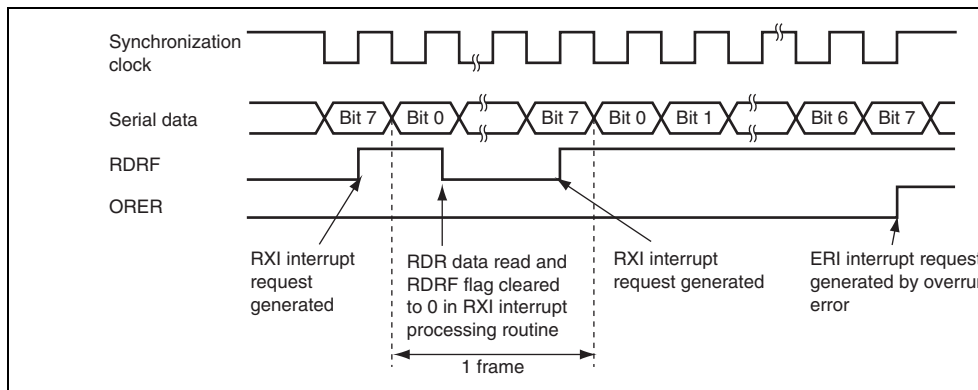 Synchronization
clock
Serial data
Bit 7 Bit 0 Bit 7 Bit 0 Bit 1 Bit 6 Bit 7
RDRF
ORER
RXI interrupt
request
generated
RDR data read and
RDRF flag cleared
to 0 in RXI interrupt
processing routine
RXI interrupt
request generated
ERI interrupt request
generated by overrun
error
1 frame